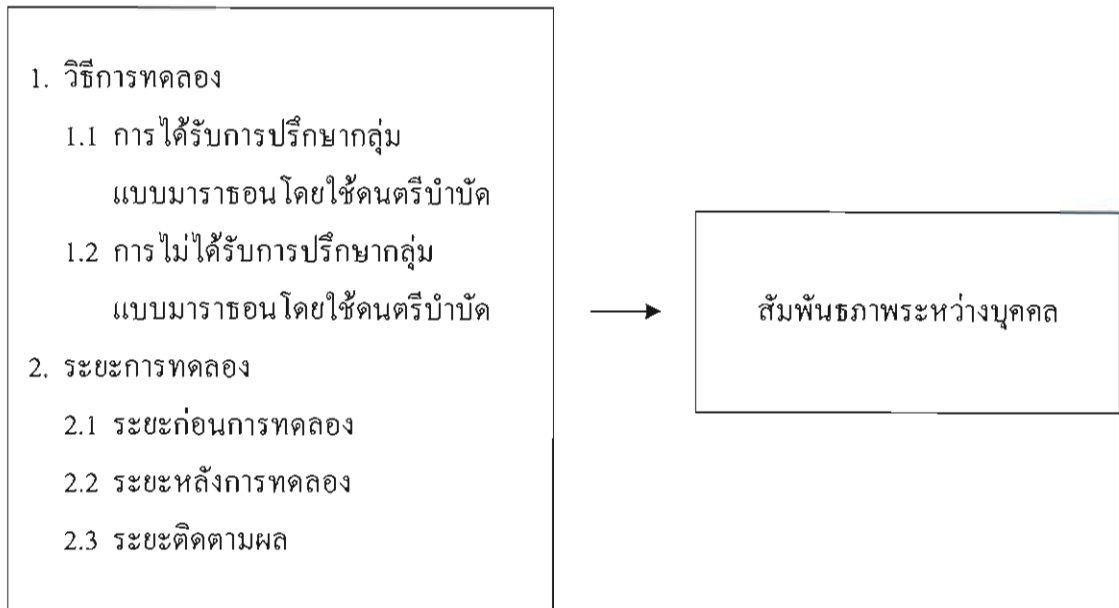 1. วิธีการทดลอง
1.1 การได้รับการปรึกษากลุ่ม
แบบมาราธอนโดยใช้ดนตรีบำบัด
1.2 การไม่ได้รับการปรึกษากลุ่ม
แบบมาราธอนโดยใช้ดนตรีบำบัด
2. ระยะการทดลอง
2.1 ระยะก่อนการทดลอง
2.2 ระยะหลังการทดลอง
2.3 ระยะติดตามผล
สัมพันธภาพระหว่างบุคคล